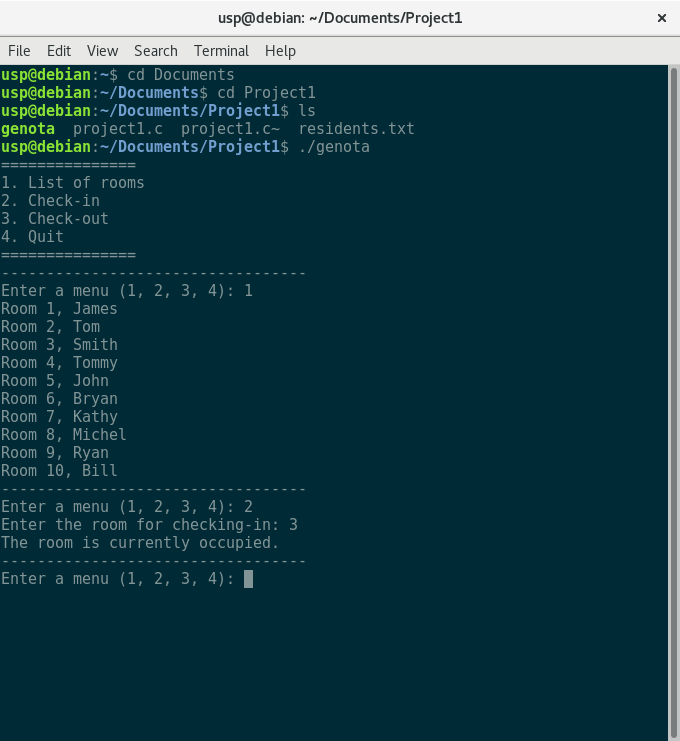 usp@debian: ~/Documents/Project1 ×
File Edit View Search Terminal Help
usp@debian:~$ cd Documents
usp@debian:~/Documents$ cd Project1
usp@debian:~/Documents/Project1$ ls
genota  project1.c  project1.c~  residents.txt
usp@debian:~/Documents/Project1$ ./genota
===============
1. List of rooms
2. Check-in
3. Check-out
4. Quit
===============
----------------------------------
Enter a menu (1, 2, 3, 4): 1
Room 1, James
Room 2, Tom
Room 3, Smith
Room 4, Tommy
Room 5, John
Room 6, Bryan
Room 7, Kathy
Room 8, Michel
Room 9, Ryan
Room 10, Bill
----------------------------------
Enter a menu (1, 2, 3, 4): 2
Enter the room for checking-in: 3
The room is currently occupied.
----------------------------------
Enter a menu (1, 2, 3, 4):